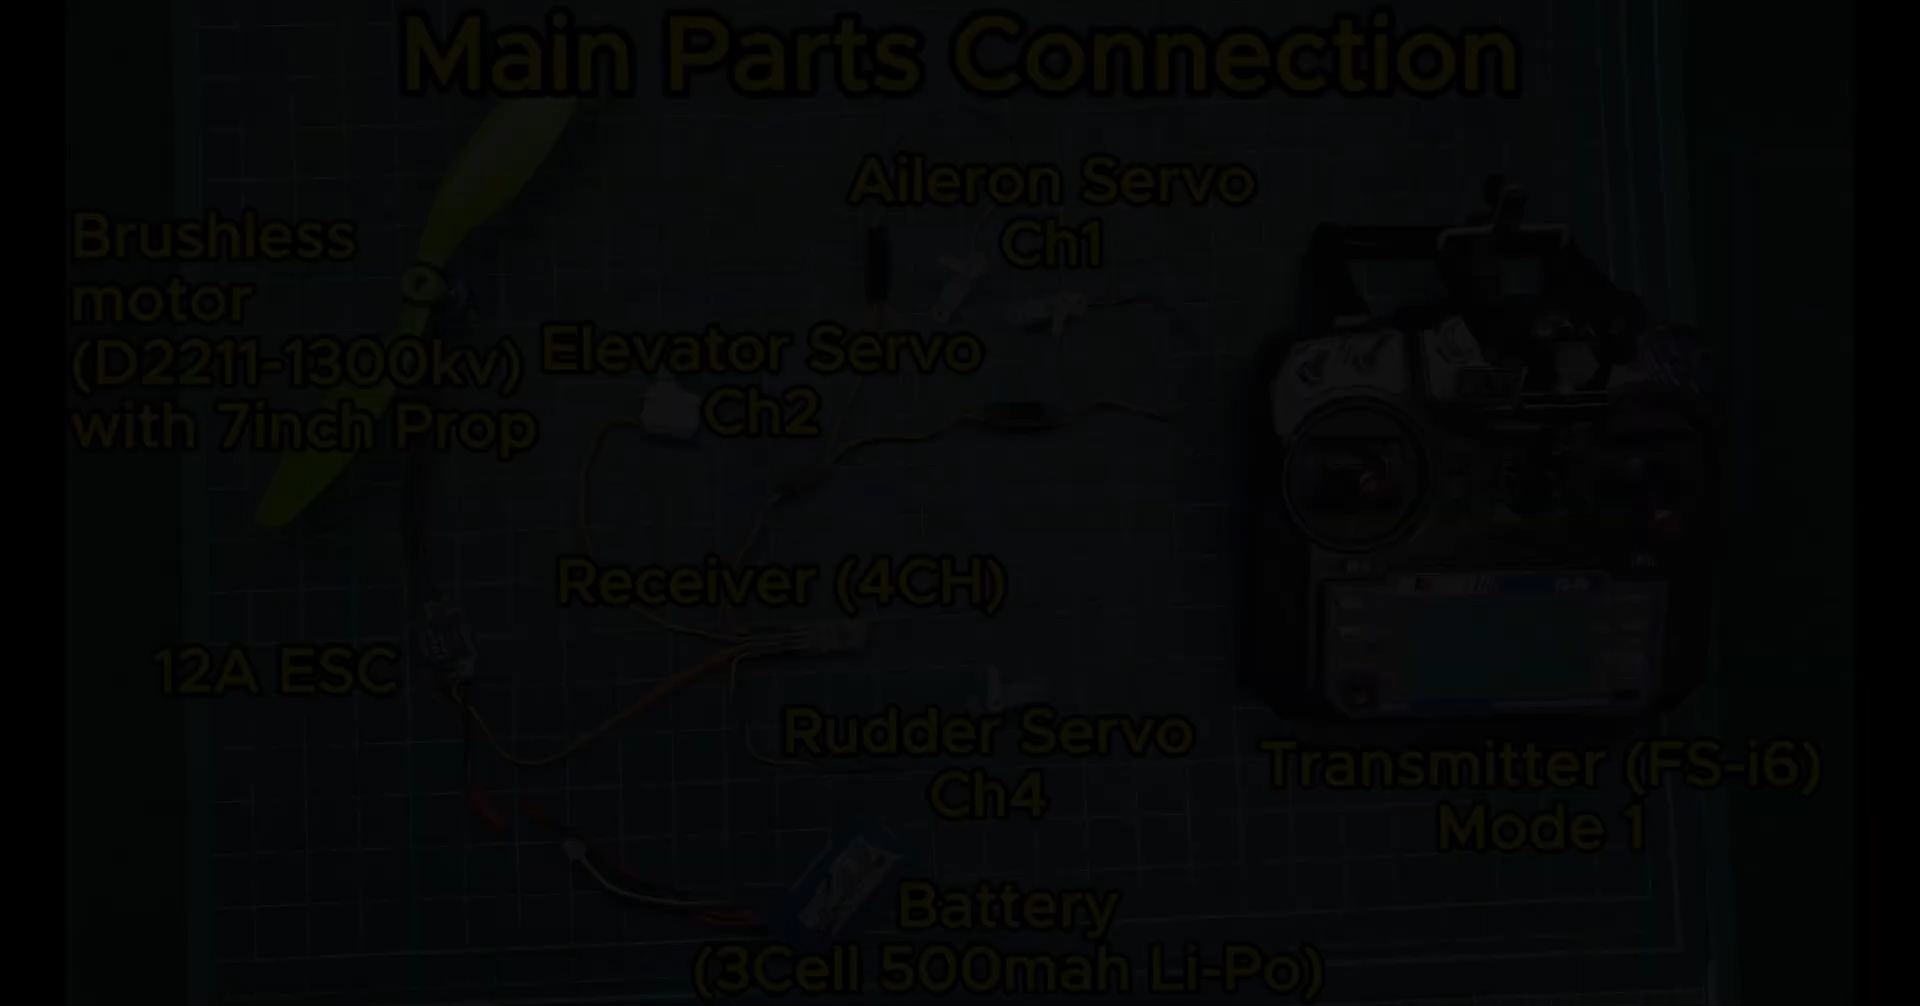 Main Parts Connection
Aileron Servo
Ch1
Brushless
motor
(D2211-1300kv)
with 7inch Prop
Elevator Servo
Ch2
Receiver (4CH)
12A ESC
Rudder Servo
Ch4
Transmitter (FS-i6)
Mode 1
Battery
(3Cell 500mah Li-Po)